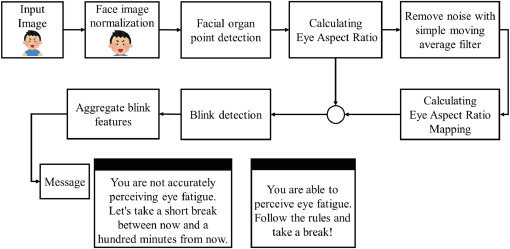 Input
Image
Face image
normalization
Facial organ
point detection
Calculating
Eye Aspect Ratio
Remove noise with
simple moving
average filter
Aggregate blink
features
Blink detection
Calculating
Eye Aspect Ratio
Mapping
Message
You are not accurately
perceiving eye fatigue.
Let's take a short break
between now and a
hundred minutes from now.
You are able to
perceive eye fatigue.
Follow the rules and
take a break!